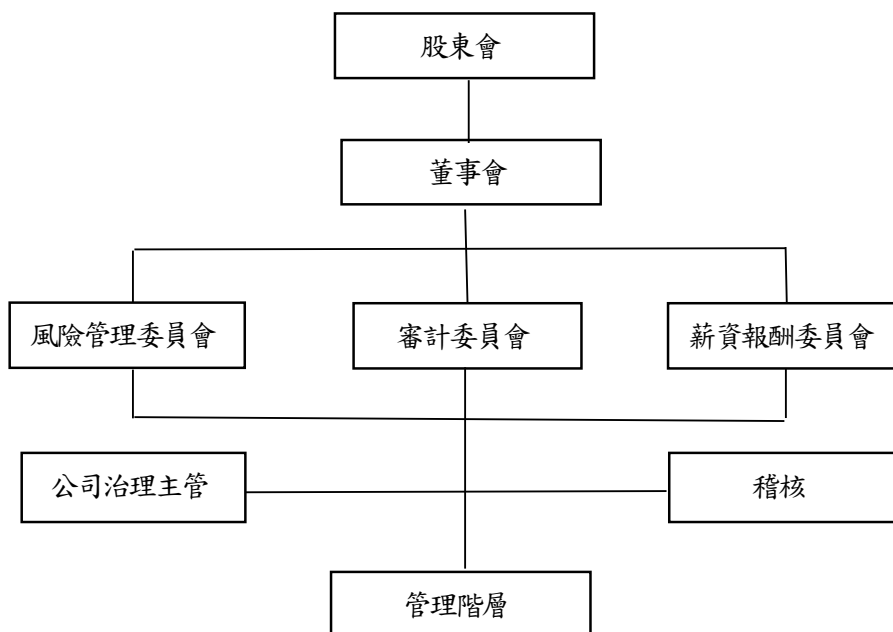 股東會
董事會
風險管理委員會
審計委員會
薪資報酬委員會
公司治理主管
稽核
管理階層